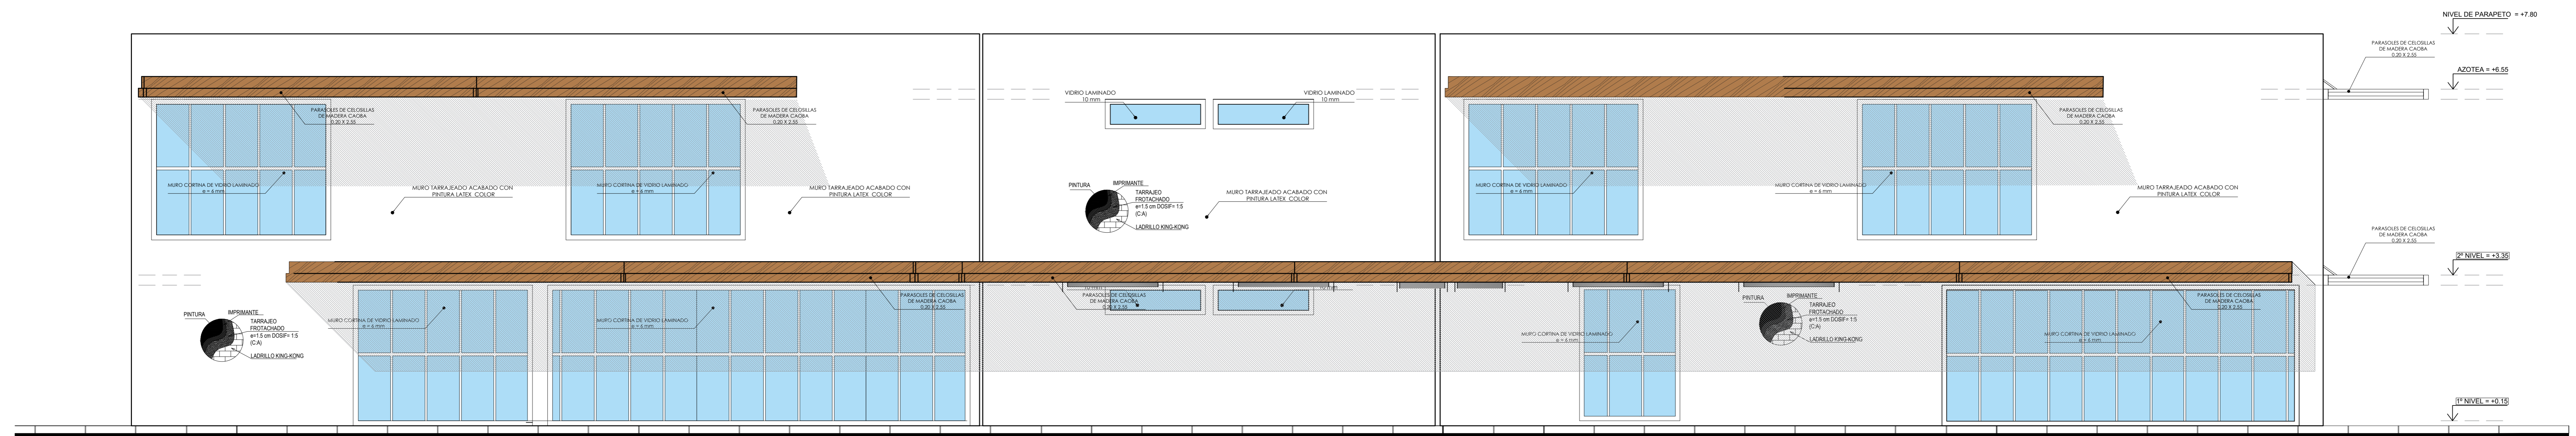 NIVEL DE PARAPETO = +7.80
PARASOLES DE CELOSILLAS
DE MADERA CAOBA
0.20 X 2.55
AZOTEA = +6.55
VIDRIO LAMINADO
10 mm
VIDRIO LAMINADO
10 mm
PARASOLES DE CELOSILLAS
DE MADERA CAOBA
0.20 X 2.55
PARASOLES DE CELOSILLAS
DE MADERA CAOBA
0.20 X 2.55
PARASOLES DE CELOSILLAS
DE MADERA CAOBA
0.20 X 2.55
MURO CORTINA DE VIDRIO LAMINADO
e = 6 mm
MURO TARRAJEADO ACABADO CON
PINTURA LATEX COLOR
MURO CORTINA DE VIDRIO LAMINADO
e = 6 mm
MURO TARRAJEADO ACABADO CON
PINTURA LATEX COLOR
PINTURA
IMPRIMANTE
TARRAJEO
FROTACHADO
e=1.5 cm DOSIF= 1:5
(C:A)
LADRILLO KING-KONG
MURO TARRAJEADO ACABADO CON
PINTURA LATEX COLOR
MURO CORTINA DE VIDRIO LAMINADO
e = 6 mm
MURO CORTINA DE VIDRIO LAMINADO
e = 6 mm
MURO TARRAJEADO ACABADO CON
PINTURA LATEX COLOR
PARASOLES DE CELOSILLAS
DE MADERA CAOBA
0.20 X 2.55
2º NIVEL = +3.35
PINTURA
IMPRIMANTE
TARRAJEO
FROTACHADO
e=1.5 cm DOSIF= 1:5
(C:A)
LADRILLO KING-KONG
MURO CORTINA DE VIDRIO LAMINADO
e = 6 mm
MURO CORTINA DE VIDRIO LAMINADO
e = 6 mm
PARASOLES DE CELOSILLAS
DE MADERA CAOBA
0.20 X 2.55
10 mm
PARASOLES DE CELOSILLAS
DE MADERA CAOBA
0.20 X 2.55
10 mm
MURO CORTINA DE VIDRIO LAMINADO
e = 6 mm
PINTURA
IMPRIMANTE
TARRAJEO
FROTACHADO
e=1.5 cm DOSIF= 1:5
(C:A)
LADRILLO KING-KONG
MURO CORTINA DE VIDRIO LAMINADO
e = 6 mm
PARASOLES DE CELOSILLAS
DE MADERA CAOBA
0.20 X 2.55
1º NIVEL = +0.15